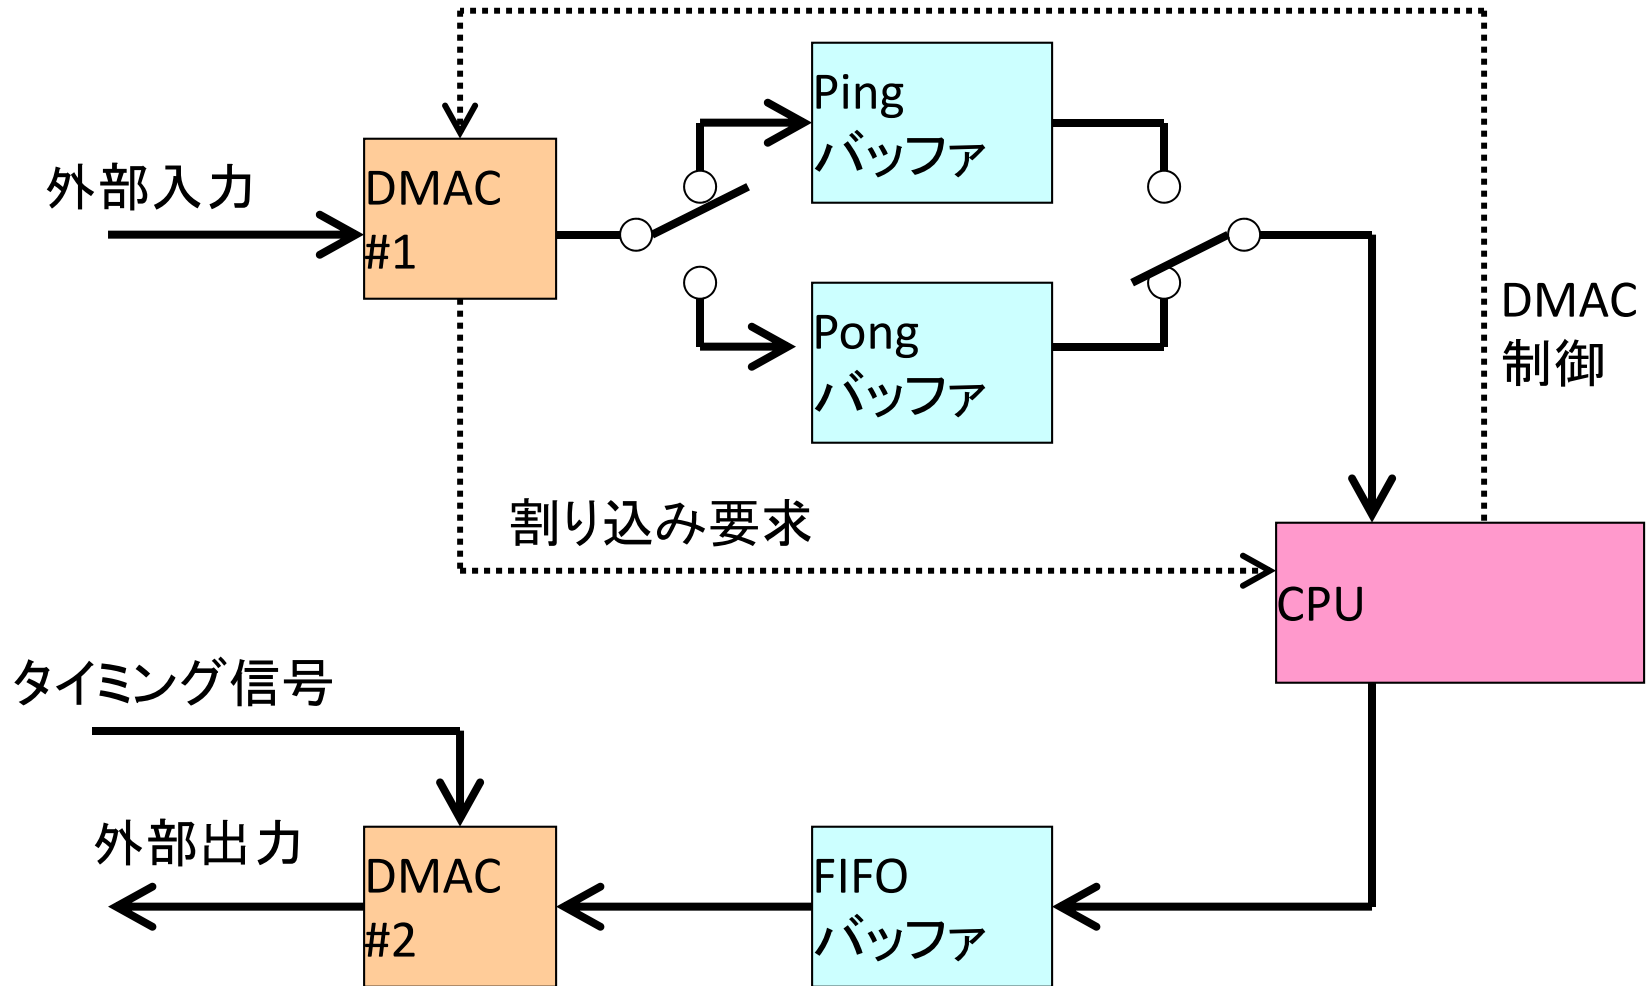 外部入力
DMAC
#1
Ping
バッファ
Pong
バッファ
DMAC
制御
割り込み要求
CPU
タイミング信号
外部出力
DMAC
#2
FIFO
バッファ